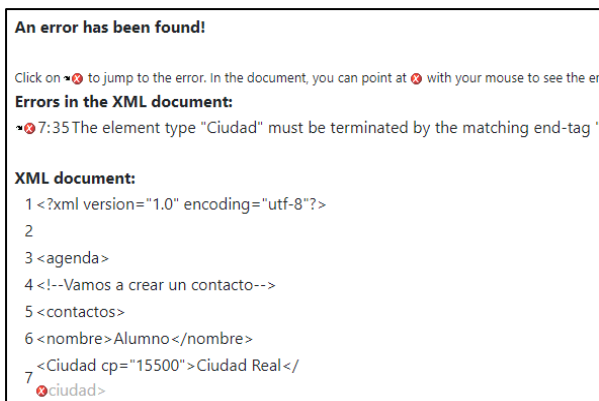 An error has been found!
Click on to jump to the error. In the document, you can point at with your mouse to see the
Errors in the XML document:
7:35 The element type "Ciudad" must be terminated by the matching end-tag
XML document:
1 <?xml version="1.0" encoding="utf-8"?>
2
3 <agenda>
4 <!--Vamos a crear un contacto-->
5 <contactos>
6 <nombre>Alumno</nombre>
7 <Ciudad cp="15500">Ciudad Real</
ciudad>